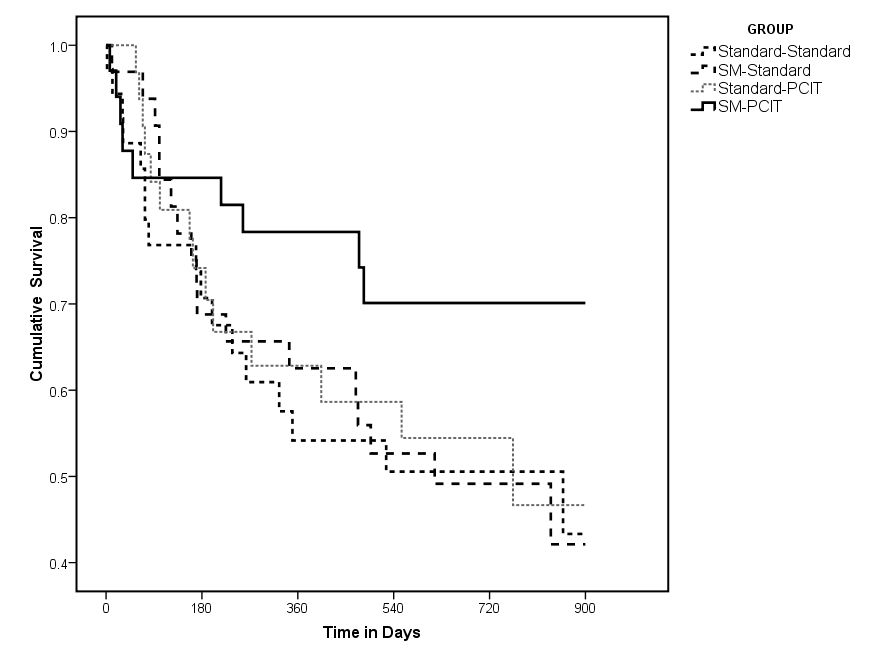 GROUP
Standard-Standard
SM-Standard
Standard-PCIT
SM-PCIT
1.0
0.9
0.8
0.7
0.6
0.5
0.4
Cumulative Survival
0 180 360 540 720 900
Time in Days